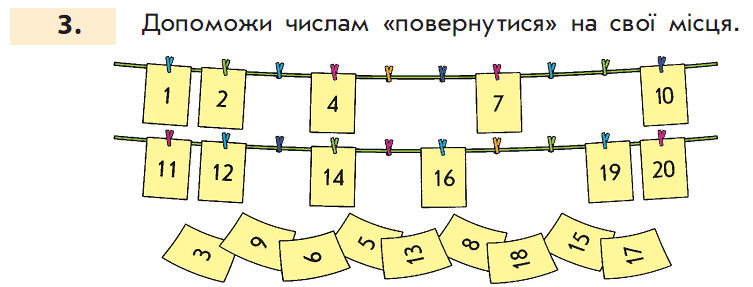 3. Допоможи числам «повернутися» на свої місця.
1 2 4 7 10
11 12 14 16 19 20
3 9 6 5 13 8 18 15 17